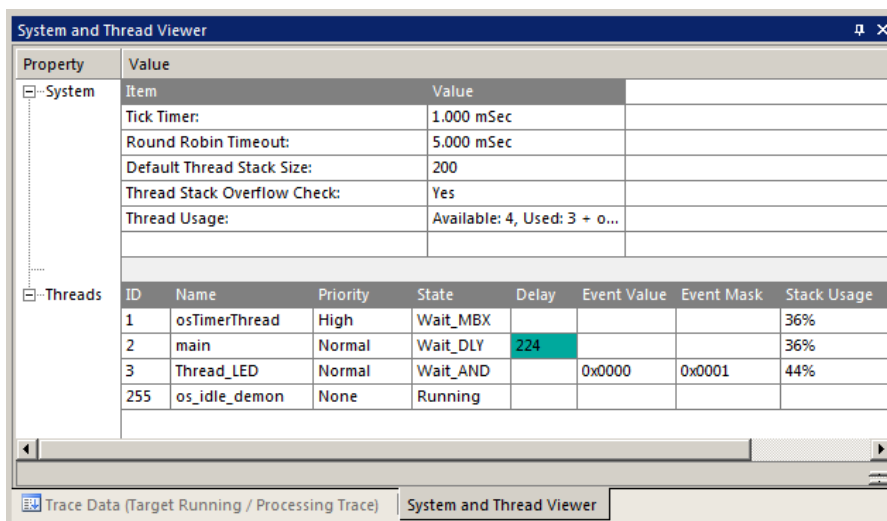 System and Thread Viewer
Property Value
System Item Value
Tick Timer: 1.000 mSec
Round Robin Timeout: 5.000 mSec
Default Thread Stack Size: 200
Thread Stack Overflow Check: Yes
Thread Usage: Available: 4, Used: 3 + o...
Threads ID Name Priority State Delay Event Value Event Mask Stack Usage
1 osTimerThread High Wait_MBX 36%
2 main Normal Wait_DLY 224 36%
3 Thread_LED Normal Wait_AND 0x0000 0x0001 44%
255 os_idle_demon None Running
Trace Data (Target Running / Processing Trace) System and Thread Viewer